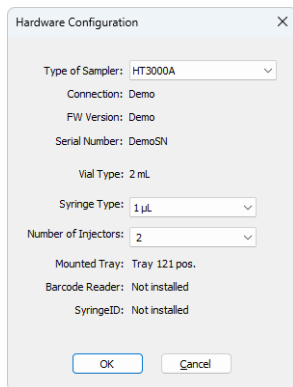 Hardware Configuration
Type of Sampler: HT3000A
Connection: Demo
FW Version: Demo
Serial Number: DemoSN
Vial Type: 2 mL
Syringe Type: 1 µL
Number of Injectors: 2
Mounted Tray: Tray 121 pos.
Barcode Reader: Not installed
SyringeID: Not installed
OK Cancel